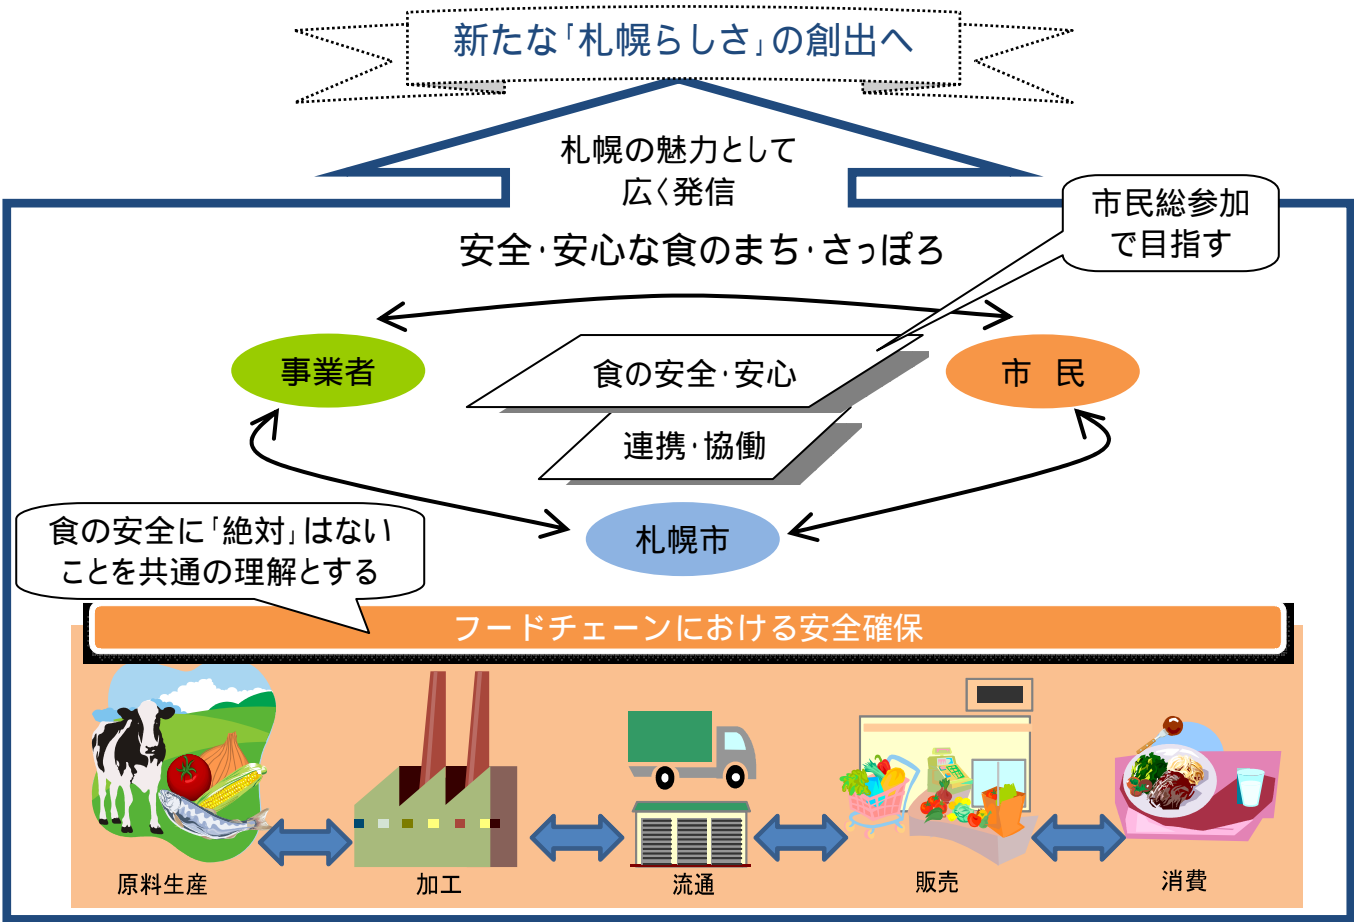 新たな｢札幌らしさ｣の創出へ
札幌の魅力として
広く発信
市民総参加
で目指す
安全･安心な食のまち･さっぽろ
事業者
食の安全･安心
市　民
連携･協働
札幌市
食の安全に｢絶対｣はない
ことを共通の理解とする
フードチェーンにおける安全確保
原料生産
加工
流通
販売
消費